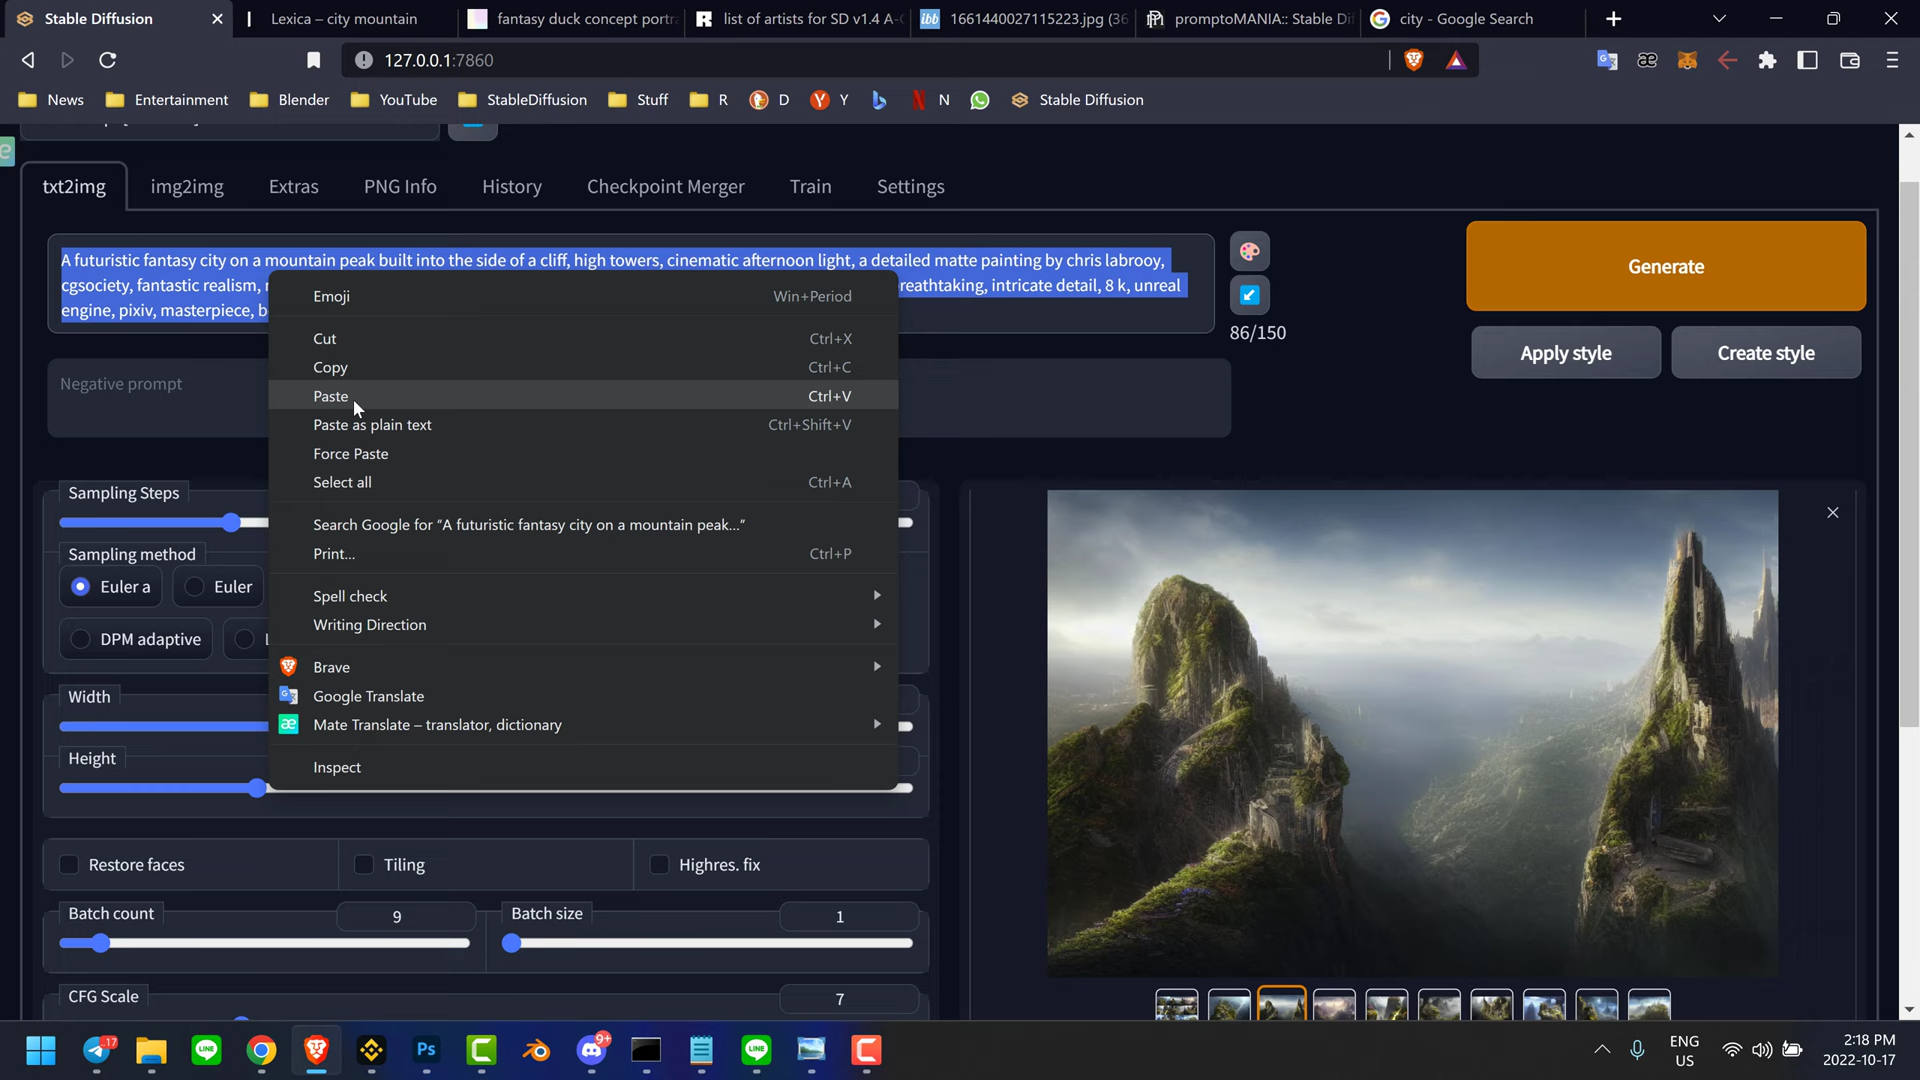 Stable Diffusion
Lexica – city mountain
fantasy duck concept portra
list of artists for SD v1.4 A-C
1661440027115223.jpg (36
promptoMANIA:: Stable Dif
city - Google Search
127.0.0.1:7860
News
Entertainment
Blender
YouTube
StableDiffusion
Stuff
R
D
Y
N
Stable Diffusion
txt2img
img2img
Extras
PNG Info
History
Checkpoint Merger
Train
Settings
A futuristic fantasy city on a mountain peak built into the side of a cliff, high towers, cinematic afternoon light, a detailed matte painting by chris labrooy,
cgsociety, fantastic realism, reathtaking, intricate detail, 8 k, unreal
engine, pixiv, masterpiece, b
86/150
Generate
Apply style
Create style
Negative prompt
Emoji Win+Period
Cut Ctrl+X
Copy Ctrl+C
Paste Ctrl+V
Paste as plain text Ctrl+Shift+V
Force Paste
Select all Ctrl+A
Search Google for “A futuristic fantasy city on a mountain peak...”
Print... Ctrl+P
Spell check
Writing Direction
Brave
Google Translate
Mate Translate – translator, dictionary
Inspect
Sampling Steps
Sampling method
Euler a
Euler
DPM adaptive
Width
Height
Restore faces
Tiling
Highres. fix
Batch count
9
Batch size
1
CFG Scale
7
17
Ps
9+
ENG
US
2:18 PM
2022-10-17